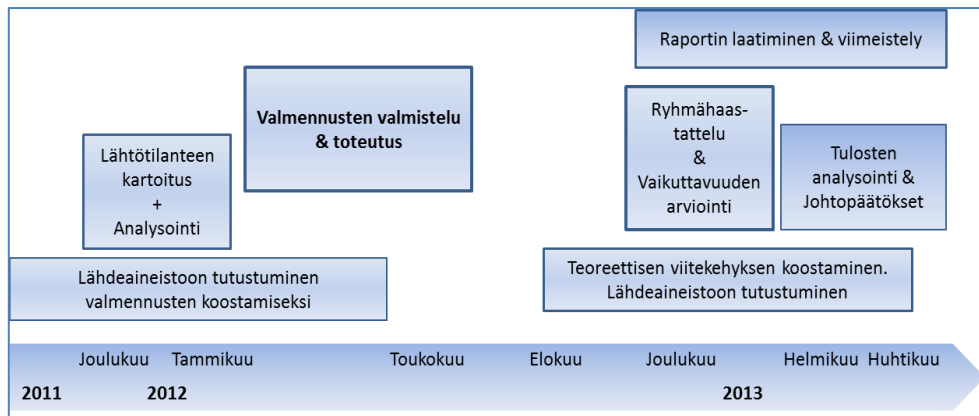 Raportin laatiminen & viimeistely
Valmennusten valmistelu
& toteutus
Ryhmähaas-
tattelu
&
Vaikuttavuuden
arviointi
Lähtötilanteen
kartoitus
+
Analysointi
Tulosten
analysointi &
Johtopäätökset
Lähdeaineistoon tutustuminen
valmennusten koostamiseksi
Teoreettisen viitekehyksen koostaminen.
Lähdeaineistoon tutustuminen
Joulukuu Tammikuu Toukokuu Elokuu Joulukuu Helmikuu Huhtikuu
2011 2012 2013